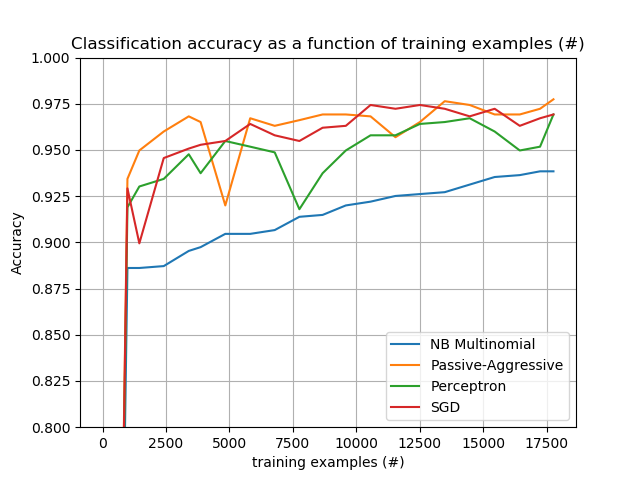 Classification accuracy as a function of training examples (#)
1.000
0.975
0.950
0.925
0.900
0.875
0.850
0.825
0.800
Accuracy
NB Multinomial
Passive-Aggressive
Perceptron
SGD
0 2500 5000 7500 10000 12500 15000 17500
training examples (#)